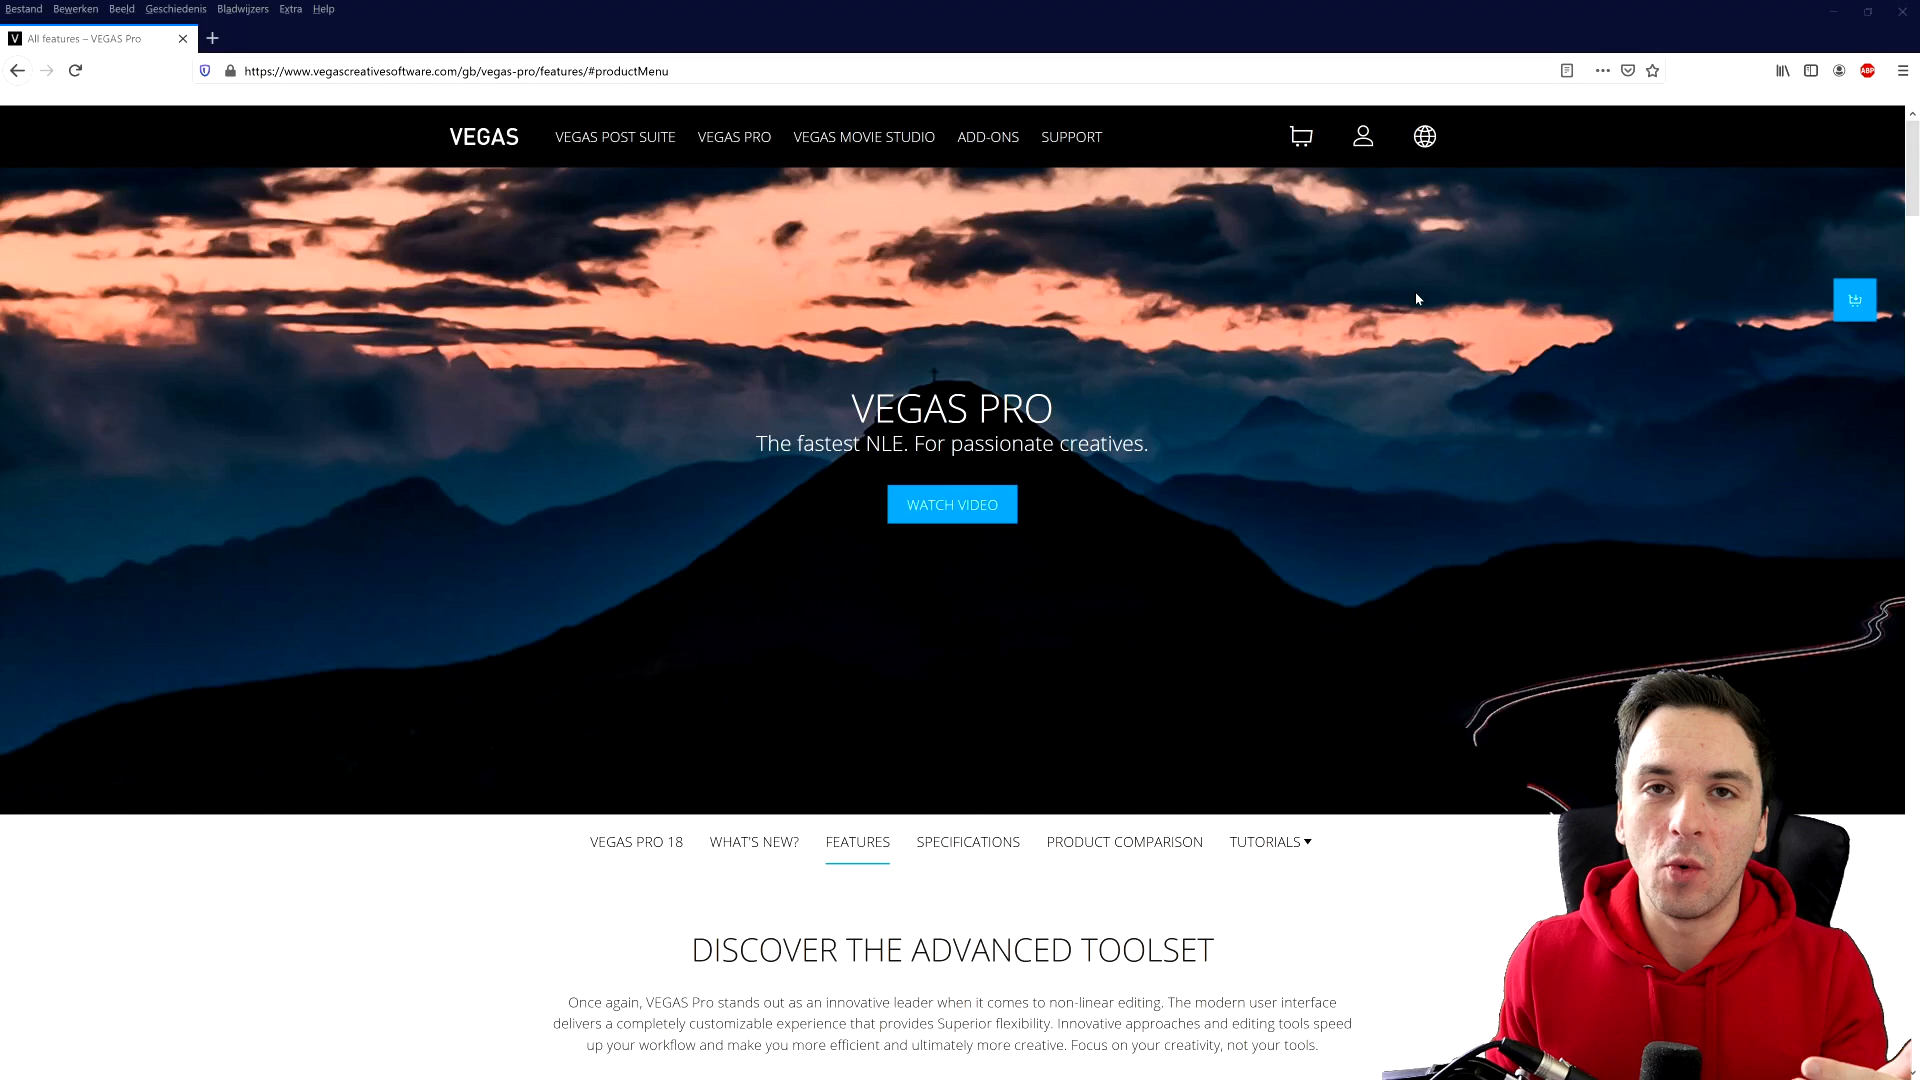 Bestand Bewerken Beeld Geschiedenis Bladwijzers Extra Help
V All features – VEGAS Pro
https://www.vegascreativesoftware.com/gb/vegas-pro/features/#productMenu
ABP
VEGAS VEGAS POST SUITE VEGAS PRO VEGAS MOVIE STUDIO ADD-ONS SUPPORT
VEGAS PRO
The fastest NLE. For passionate creatives.
WATCH VIDEO
VEGAS PRO 18 WHAT'S NEW? FEATURES SPECIFICATIONS PRODUCT COMPARISON TUTORIALS
DISCOVER THE ADVANCED TOOLSET
Once again, VEGAS Pro stands out as an innovative leader when it comes to non-linear editing. The modern user interface
delivers a completely customizable experience that provides Superior flexibility. Innovative approaches and editing tools speed
up your workflow and make you more efficient and ultimately more creative. Focus on your creativity, not your tools.